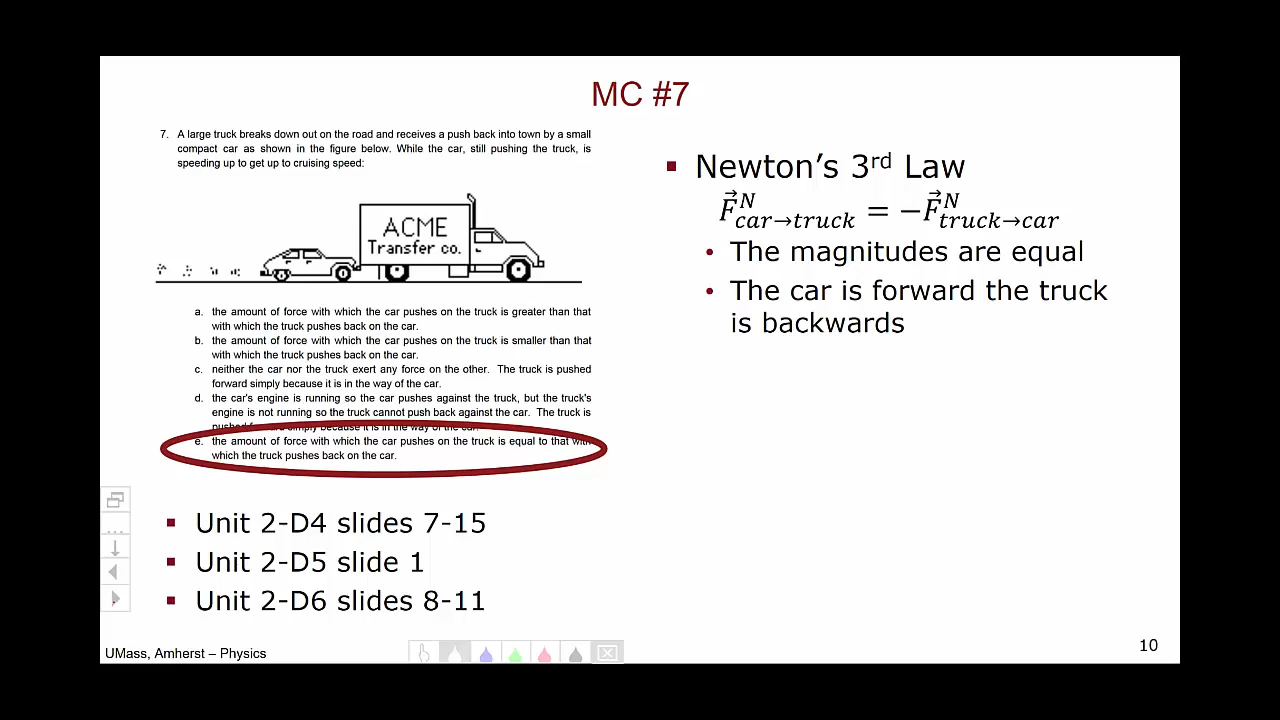 MC #7
7. A large truck breaks down out on the road and receives a push back into town by a small
compact car as shown in the figure below. While the car, still pushing the truck, is
speeding up to get up to cruising speed:
ACME
Transfer co.
a. the amount of force with which the car pushes on the truck is greater than that
with which the truck pushes back on the car.
b. the amount of force with which the car pushes on the truck is smaller than that
with which the truck pushes back on the car.
c. neither the car nor the truck exert any force on the other. The truck is pushed
forward simply because it is in the way of the car.
d. the car's engine is running so the car pushes against the truck, but the truck's
engine is not running so the truck cannot push back against the car. The truck is
pushed forward simply because it is in the way of the car.
e. the amount of force with which the car pushes on the truck is equal to that with
which the truck pushes back on the car.
▪ Unit 2-D4 slides 7-15
▪ Unit 2-D5 slide 1
▪ Unit 2-D6 slides 8-11
▪ Newton’s 3rd Law
F⃗^N_car→truck = −F⃗^N_truck→car
• The magnitudes are equal
• The car is forward the truck
is backwards
UMass, Amherst – Physics
10